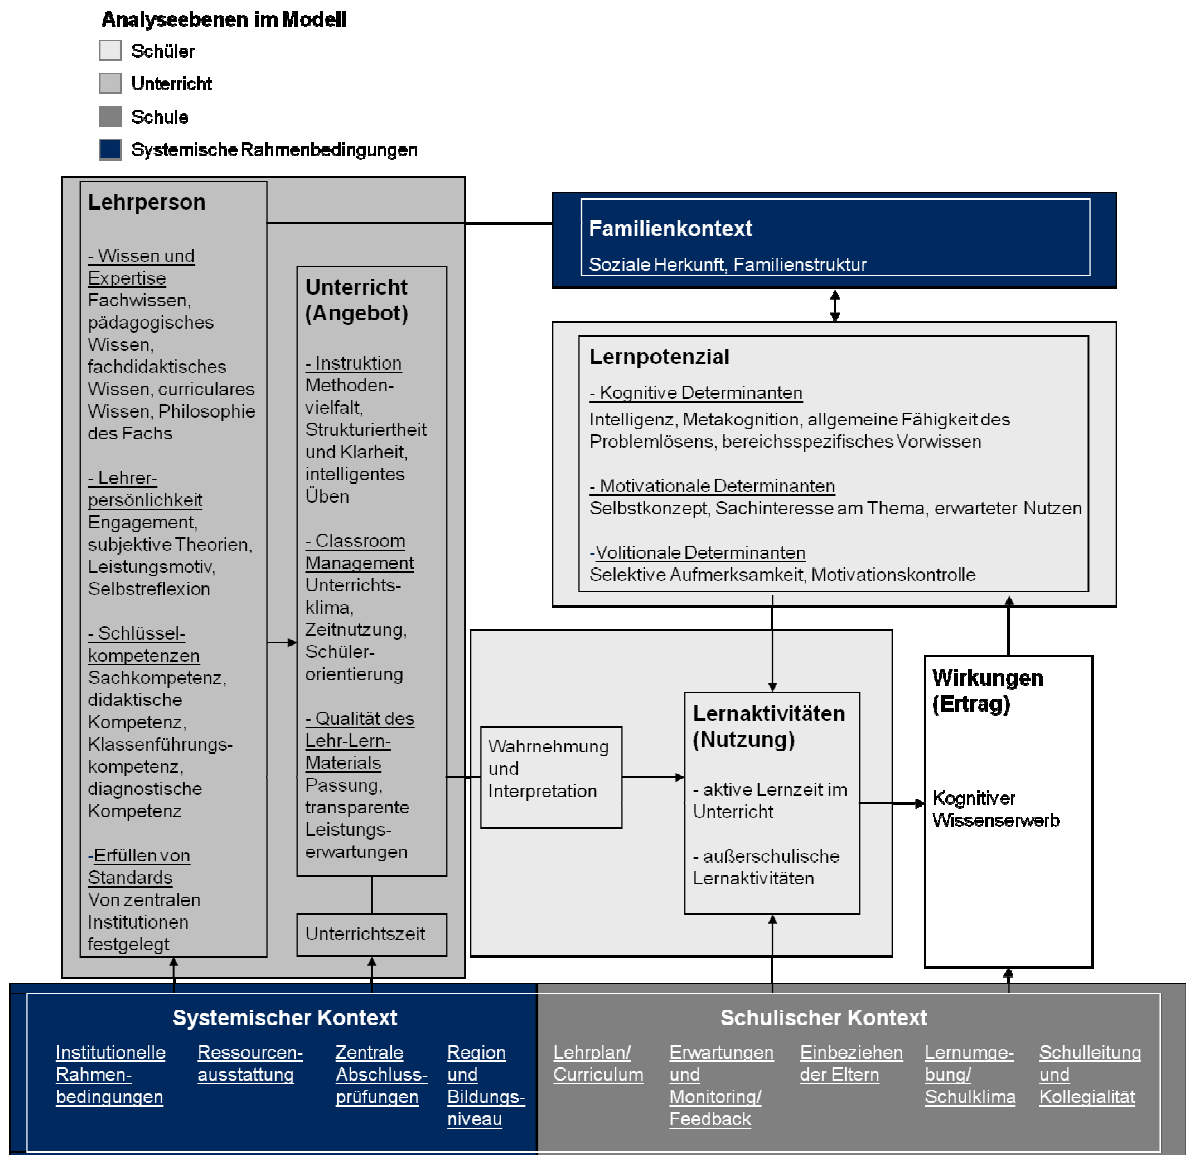 Analyseebenen im Modell
Schüler
Unterricht
Schule
Systemische Rahmenbedingungen
Lehrperson
- Wissen und
Expertise
Fachwissen,
pädagogisches
Wissen,
fachdidaktisches
Wissen, curriculares
Wissen, Philosophie
des Fachs
- Lehrer-
persönlichkeit
Engagement,
subjektive Theorien,
Leistungsmotiv,
Selbstreflexion
- Schlüssel-
kompetenzen
Sachkompetenz,
didaktische
Kompetenz,
Klassenführungs-
kompetenz,
diagnostische
Kompetenz
-Erfüllen von
Standards
Von zentralen
Institutionen
festgelegt
Unterricht
(Angebot)
- Instruktion
Methoden-
vielfalt,
Strukturiertheit
und Klarheit,
intelligentes
Üben
- Classroom
Management
Unterrichts-
klima,
Zeitnutzung,
Schüler-
orientierung
- Qualität des
Lehr-Lern-
Materials
Passung,
transparente
Leistungs-
erwartungen
Unterrichtszeit
Familienkontext
Soziale Herkunft, Familienstruktur
Lernpotenzial
- Kognitive Determinanten
Intelligenz, Metakognition, allgemeine Fähigkeit des
Problemlösens, bereichsspezifisches Vorwissen
- Motivationale Determinanten
Selbstkonzept, Sachinteresse am Thema, erwarteter Nutzen
-Volitionale Determinanten
Selektive Aufmerksamkeit, Motivationskontrolle
Wahrnehmung
und
Interpretation
Lernaktivitäten
(Nutzung)
- aktive Lernzeit im
Unterricht
- außerschulische
Lernaktivitäten
Wirkungen
(Ertrag)
Kognitiver
Wissenserwerb
Systemischer Kontext
Institutionelle
Rahmen-
bedingungen
Ressourcen-
ausstattung
Zentrale
Abschluss-
prüfungen
Region
und
Bildungs-
niveau
Schulischer Kontext
Lehrplan/
Curriculum
Erwartungen
und
Monitoring/
Feedback
Einbeziehen
der Eltern
Lernumge-
bung/
Schulklima
Schulleitung
und
Kollegialität